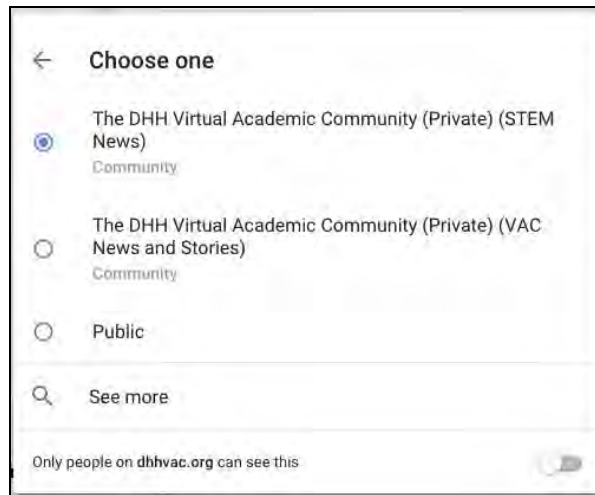 Choose one
The DHH Virtual Academic Community (Private) (STEM
News)
Community
The DHH Virtual Academic Community (Private) (VAC
News and Stories)
Community
Public
See more
Only people on dhhvac.org can see this